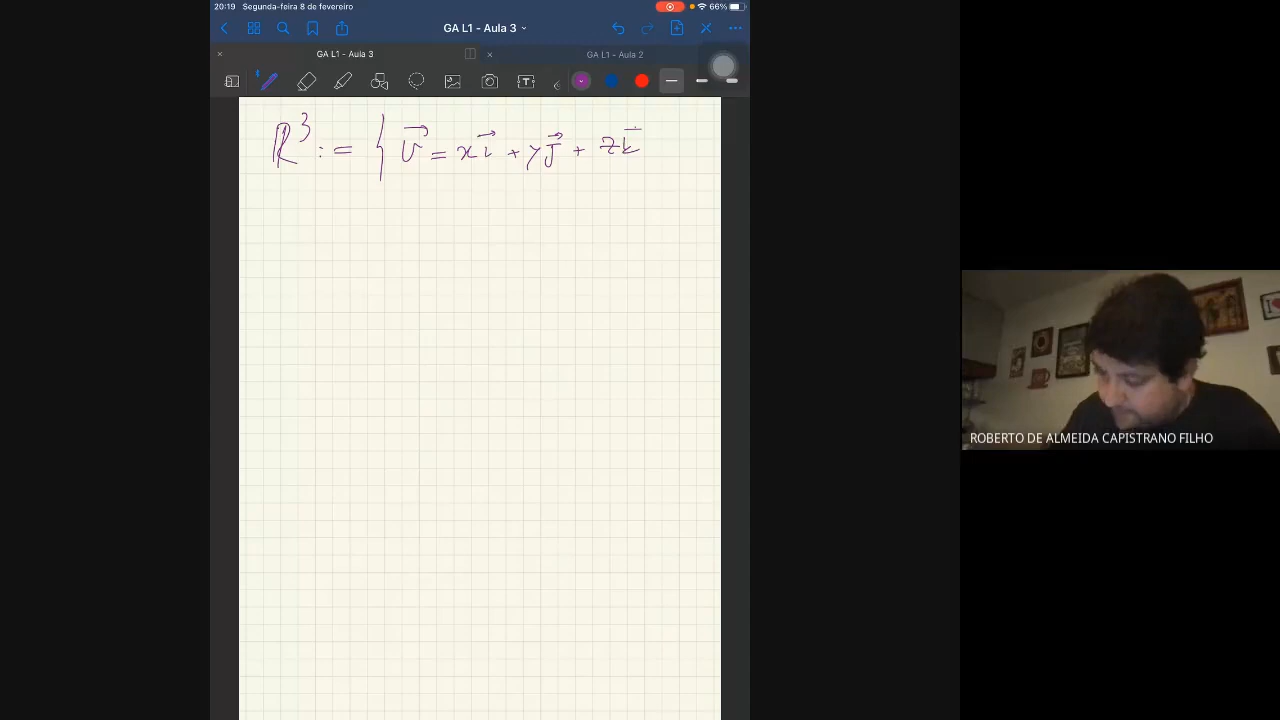 20:19 Segunda-feira 8 de fevereiro
66%
GA L1 - Aula 3
GA L1 - Aula 3
GA L1 - Aula 2
T
ℝ³ := { v⃗ = x i⃗ + y j⃗ + z k⃗
ROBERTO DE ALMEIDA CAPISTRANO FILHO